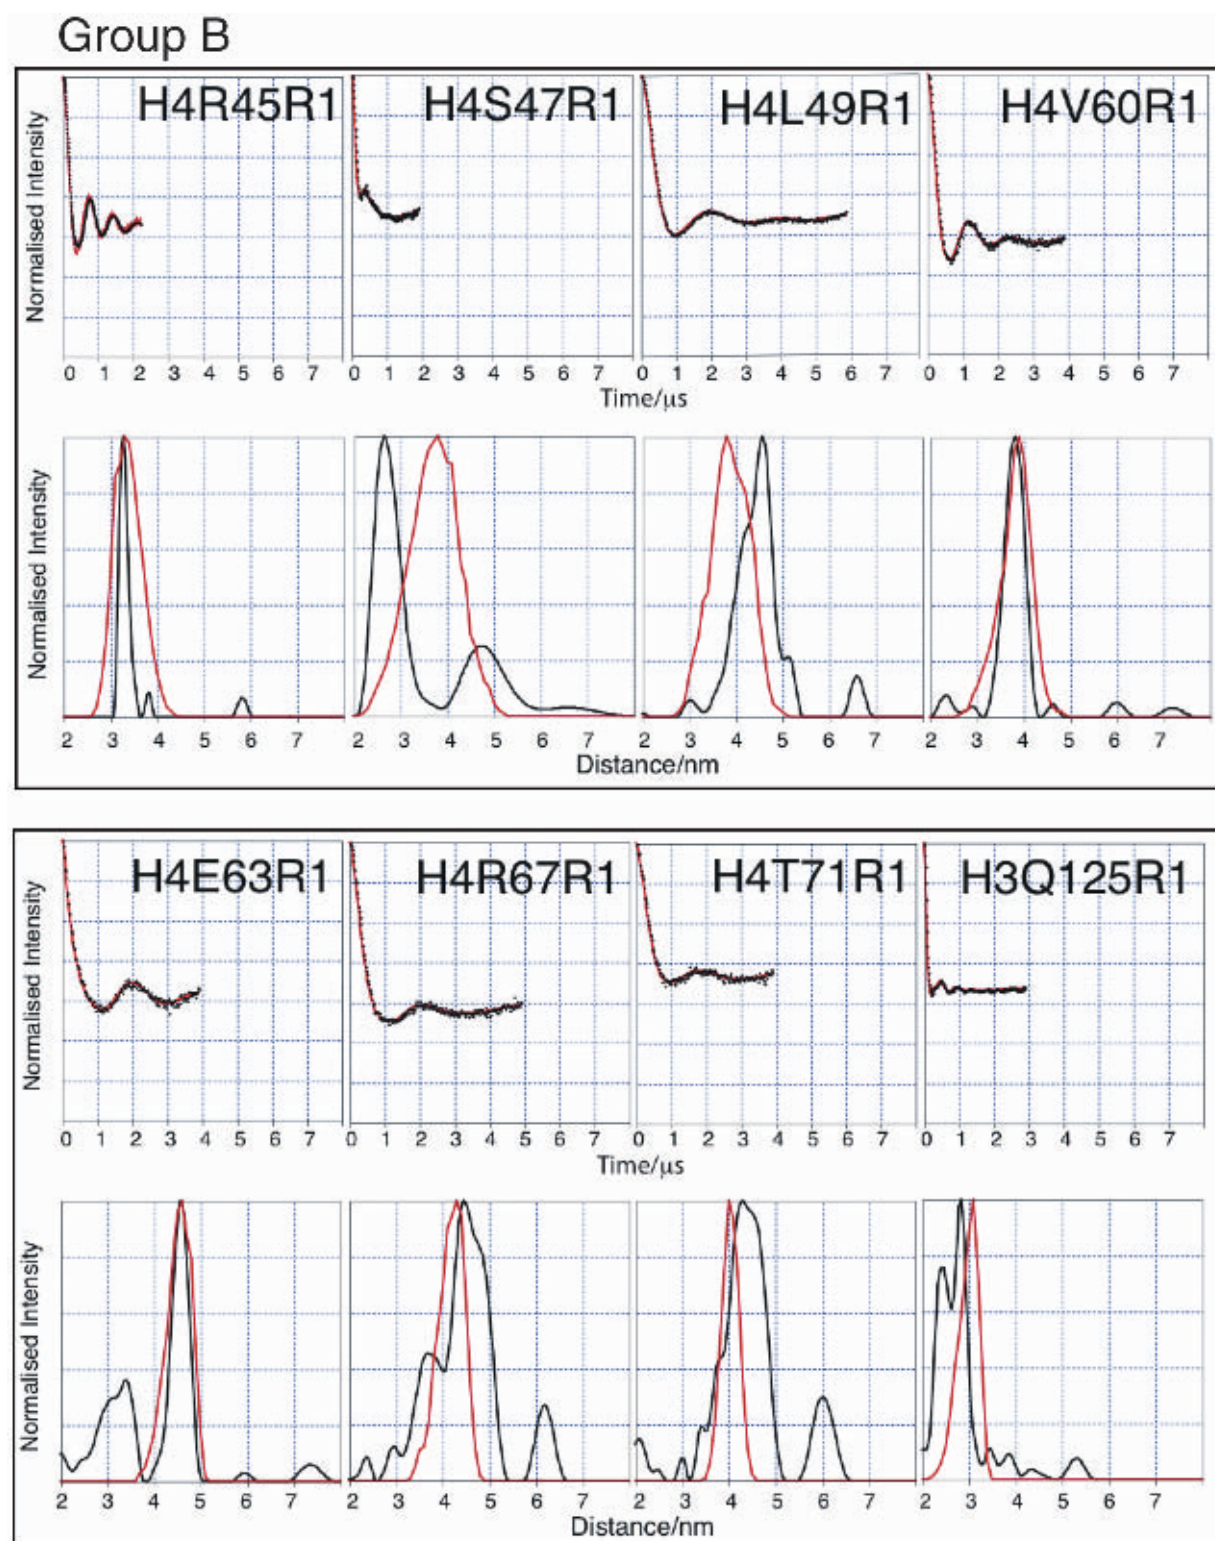 Group B
H4R45R1 H4S47R1 H4L49R1 H4V60R1
Normalised Intensity
0 1 2 3 4 5 6 7 0 1 2 3 4 5 6 7 0 1 2 3 4 5 6 7 0 1 2 3 4 5 6 7
Time/μs
Normalised Intensity
2 3 4 5 6 7 2 3 4 5 6 7 2 3 4 5 6 7 2 3 4 5 6 7
Distance/nm
H4E63R1 H4R67R1 H4T71R1 H3Q125R1
Normalised Intensity
0 1 2 3 4 5 6 7 0 1 2 3 4 5 6 7 0 1 2 3 4 5 6 7 0 1 2 3 4 5 6 7
Time/μs
Normalised Intensity
2 3 4 5 6 7 2 3 4 5 6 7 2 3 4 5 6 7 2 3 4 5 6 7
Distance/nm